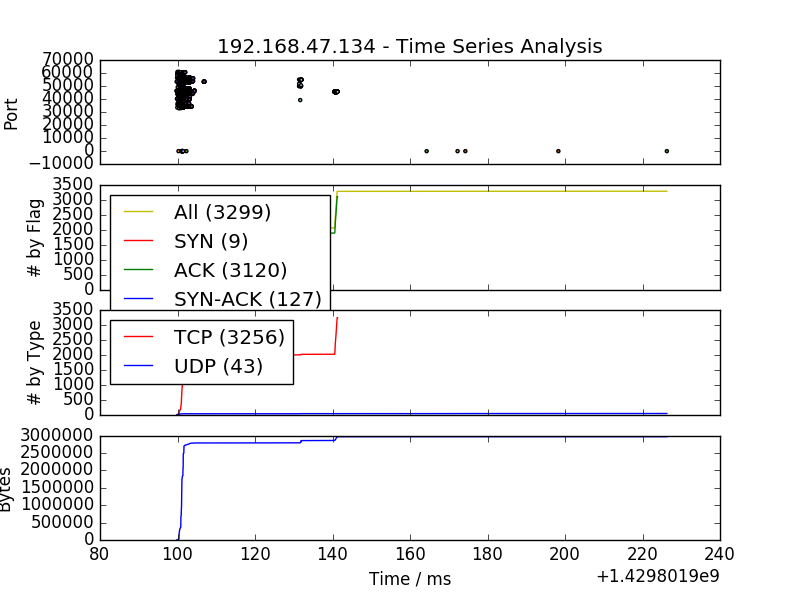 192.168.47.134 - Time Series Analysis
70000
60000
50000
40000
30000
20000
10000
0
−10000
Port
3500
3000
2500
2000
1500
1000
500
0
# by Flag
All (3299)
SYN (9)
ACK (3120)
SYN-ACK (127)
3500
3000
2500
2000
1500
1000
500
0
# by Type
TCP (3256)
UDP (43)
3000000
2500000
2000000
1500000
1000000
500000
0
Bytes
80 100 120 140 160 180 200 220 240
Time / ms
+1.4298019e9